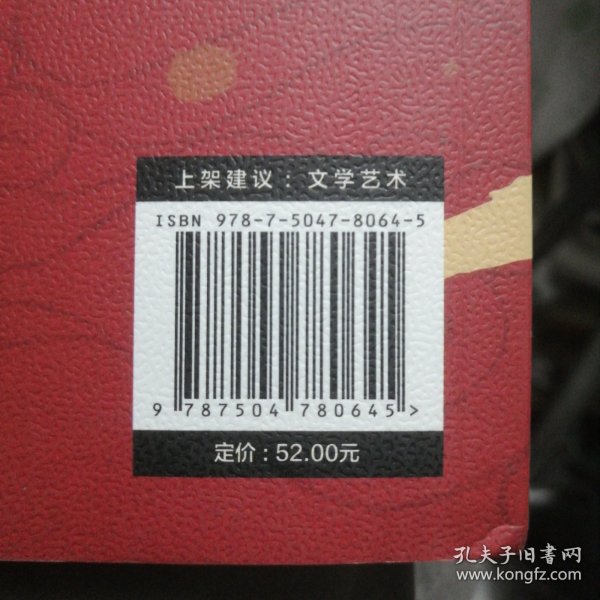 上架建议：文学艺术
ISBN 978-7-5047-8064-5
9 787504 780645 >
定价：52.00元
孔夫子旧书网
www.kongfz.com